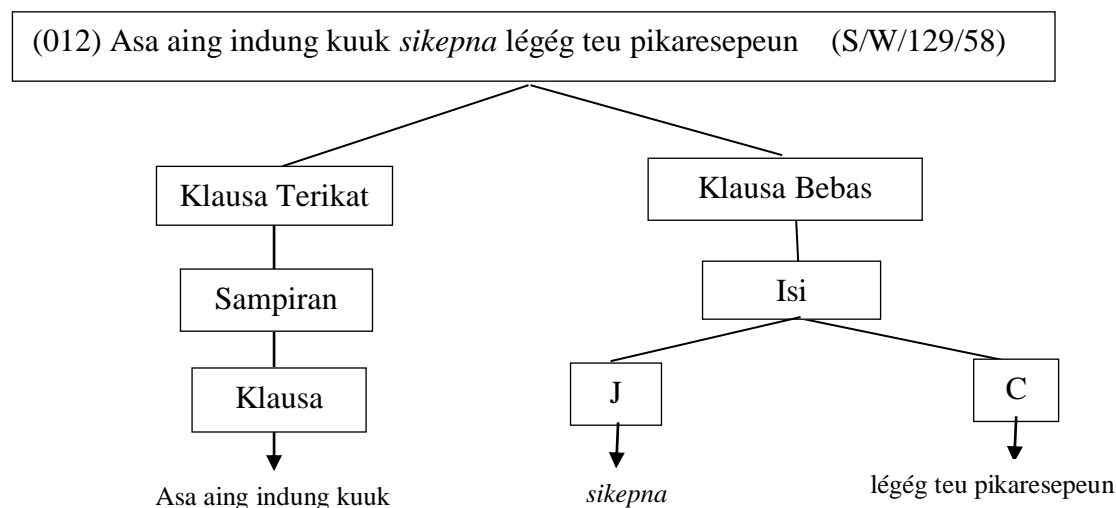 (012) Asa aing indung kuuk sikepna légég teu pikaresepeun (S/W/129/58)
Klausa Terikat
Klausa Bebas
Sampiran
Isi
Klausa
J
C
Asa aing indung kuuk
sikepna
légég teu pikaresepeun